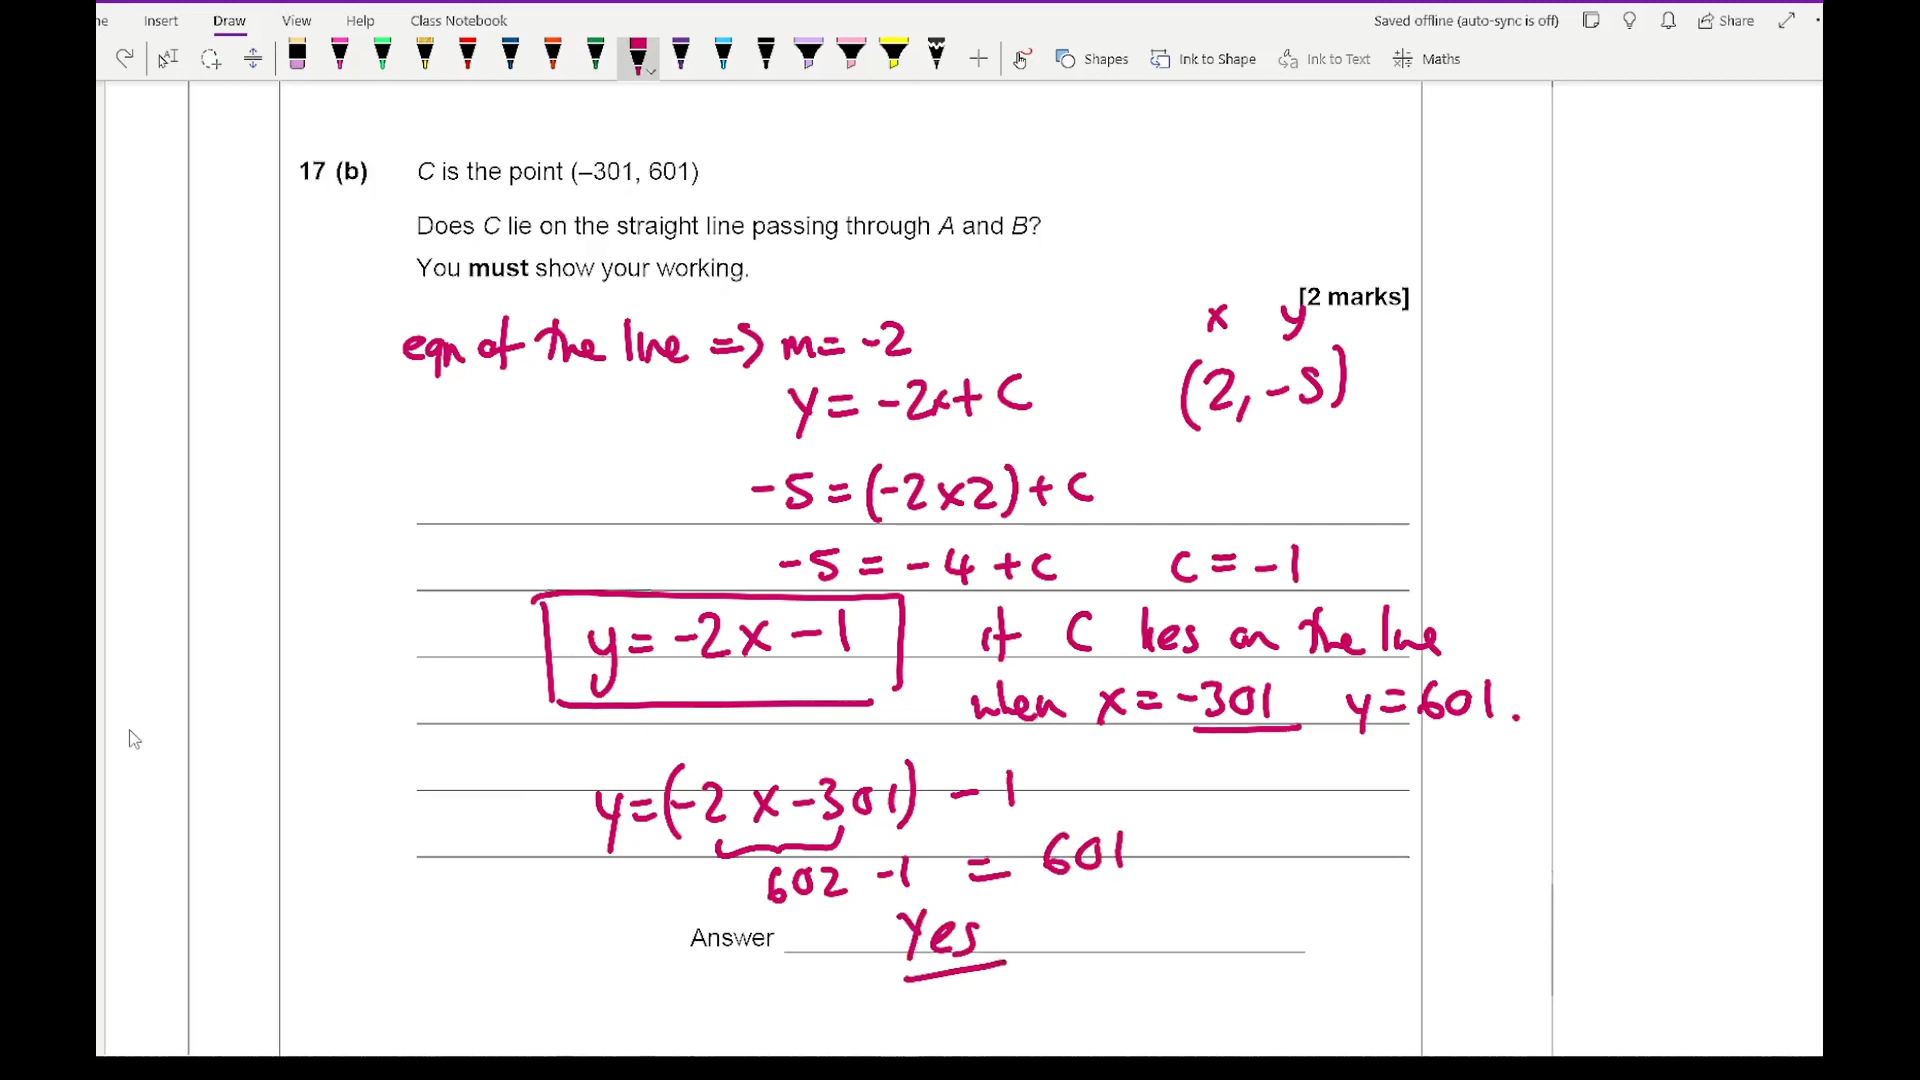 Insert Draw View Help Class Notebook Saved offline (auto-sync is off) Share
Shapes Ink to Shape Ink to Text Maths
17 (b) C is the point (–301, 601)
Does C lie on the straight line passing through A and B?
You must show your working.
[2 marks]
x y
eqn of the line => m = -2
y = -2x + C (2, -5)
-5 = (-2x2) + C
-5 = -4 + C C = -1
y = -2x - 1 if C lies on the line
when x = -301 y = 601.
y = (-2 x -301) - 1
602 -1 = 601
Answer Yes